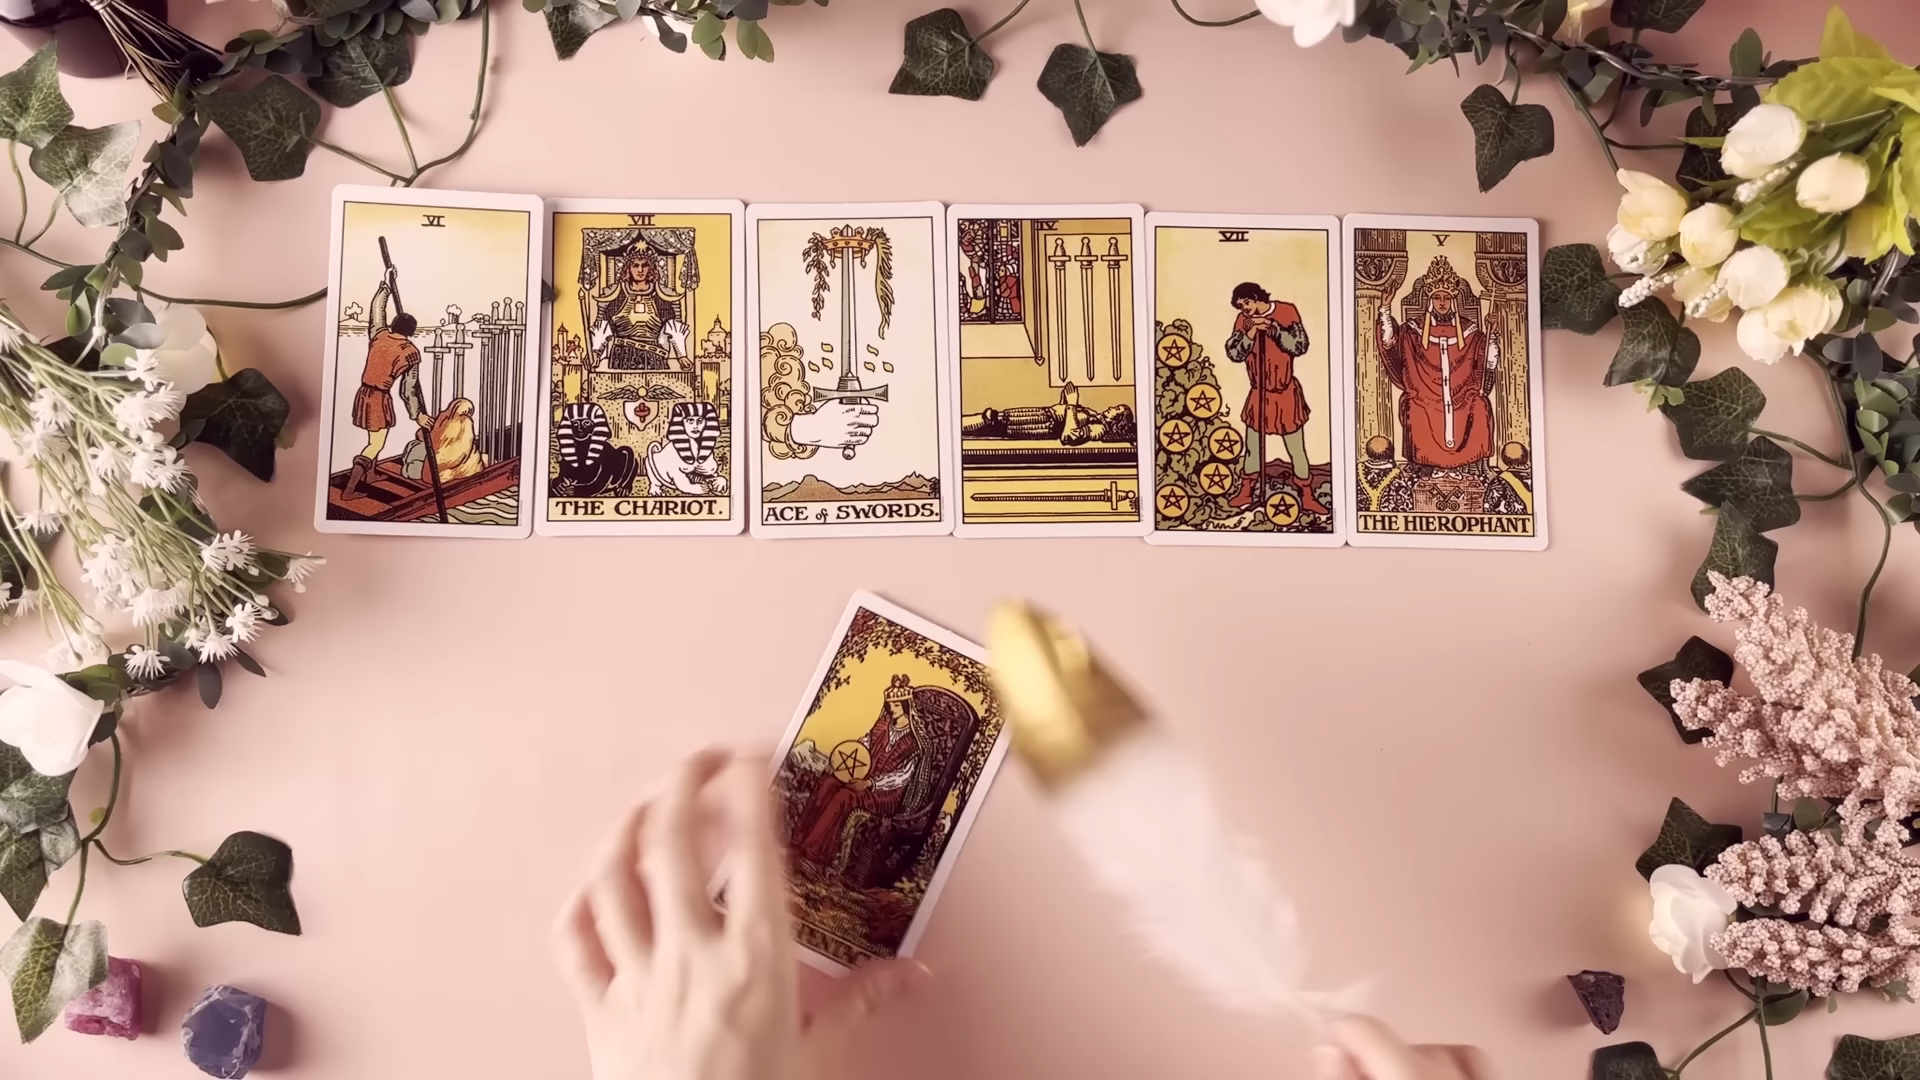 VI
VII
THE CHARIOT.
ACE of SWORDS.
IV
VII
V
THE HIEROPHANT